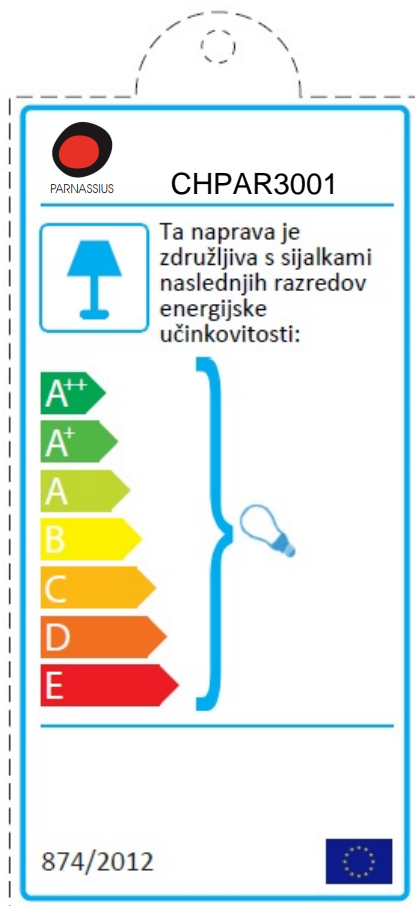 PARNASSIUS
CHPAR3001
Ta naprava je
združljiva s sijalkami
naslednjih razredov
energijske
učinkovitosti:
A++
A+
A
B
C
D
E
874/2012